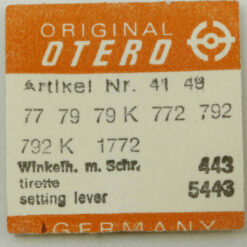 ORIGINAL
OTERO
Artikel Nr. 41 49
77 79 79 K 772 792
792 K 1772
Winkelh. m. Schr. 443
tirette 5443
setting lever
GERMANY